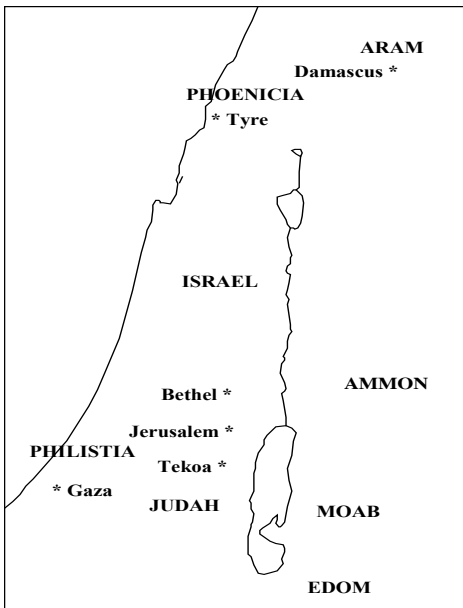 ARAM
Damascus *
PHOENICIA
* Tyre
ISRAEL
AMMON
Bethel *
Jerusalem *
PHILISTIA
Tekoa *
* Gaza
JUDAH
MOAB
EDOM